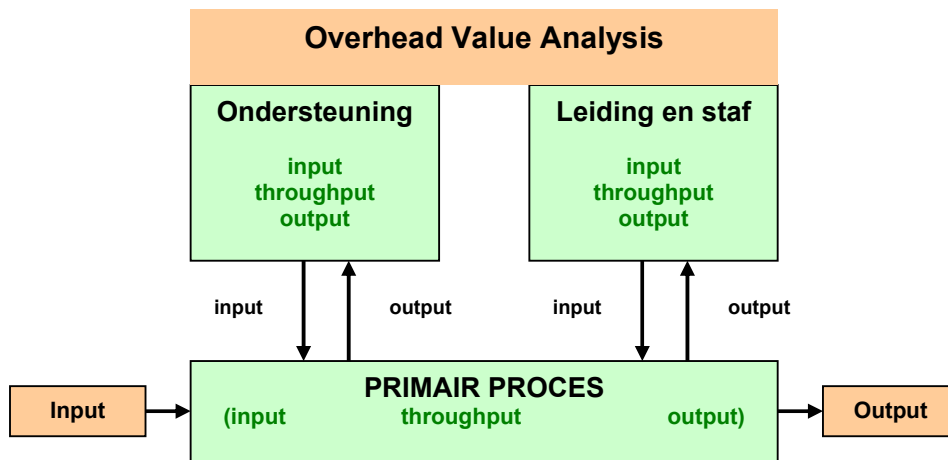 Overhead Value Analysis
Ondersteuning
input
throughput
output
Leiding en staf
input
throughput
output
input
output
input
output
Input
PRIMAIR PROCES
(input throughput output)
Output